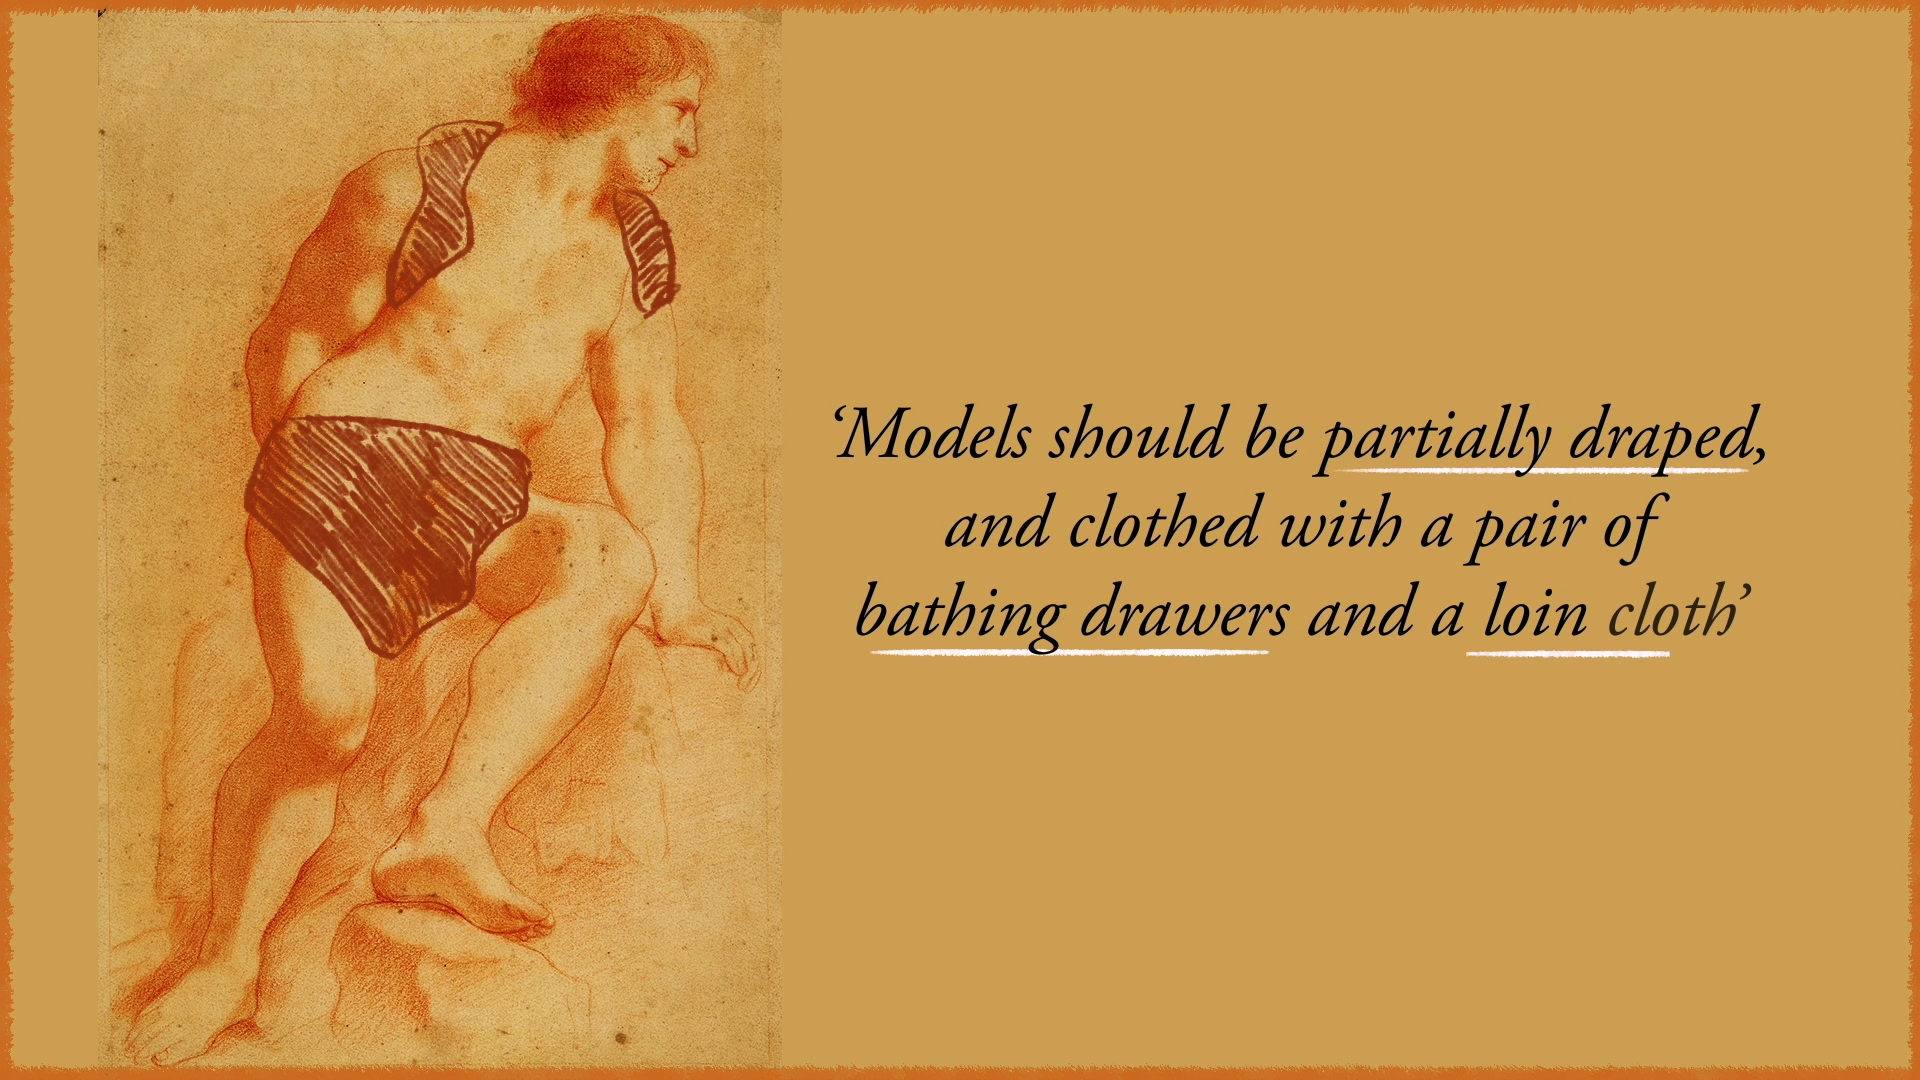 ‘Models should be partially draped,
and clothed with a pair of
bathing drawers and a loin cloth’